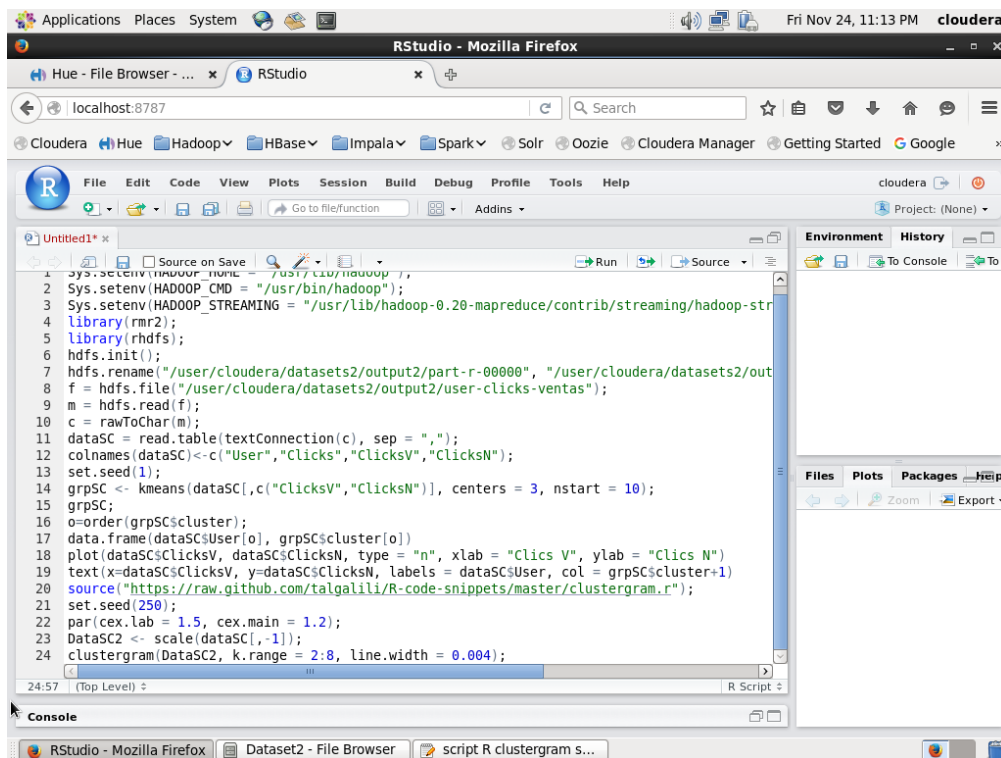 Applications Places System Fri Nov 24, 11:13 PM cloudera
RStudio - Mozilla Firefox
Hue - File Browser - ... × RStudio ×
localhost:8787 Search
Cloudera Hue Hadoop HBase Impala Spark Solr Oozie Cloudera Manager Getting Started Google »
R File Edit Code View Plots Session Build Debug Profile Tools Help cloudera
Go to file/function Addins Project: (None)
Untitled1* ×
Source on Save Run Source
1 Sys.setenv(HADOOP_HOME = "/usr/lib/hadoop");
2 Sys.setenv(HADOOP_CMD = "/usr/bin/hadoop");
3 Sys.setenv(HADOOP_STREAMING = "/usr/lib/hadoop-0.20-mapreduce/contrib/streaming/hadoop-str
4 library(rmr2);
5 library(rhdfs);
6 hdfs.init();
7 hdfs.rename("/user/cloudera/datasets2/output2/part-r-00000", "/user/cloudera/datasets2/out
8 f = hdfs.file("/user/cloudera/datasets2/output2/user-clicks-ventas");
9 m = hdfs.read(f);
10 c = rawToChar(m);
11 dataSC = read.table(textConnection(c), sep = ",");
12 colnames(dataSC)<-c("User","Clicks","ClicksV","ClicksN");
13 set.seed(1);
14 grpSC <- kmeans(dataSC[,c("ClicksV","ClicksN")], centers = 3, nstart = 10);
15 grpSC;
16 o=order(grpSC$cluster);
17 data.frame(dataSC$User[o], grpSC$cluster[o])
18 plot(dataSC$ClicksV, dataSC$ClicksN, type = "n", xlab = "Clics V", ylab = "Clics N")
19 text(x=dataSC$ClicksV, y=dataSC$ClicksN, labels = dataSC$User, col = grpSC$cluster+1)
20 source("https://raw.github.com/talgalili/R-code-snippets/master/clustergram.r");
21 set.seed(250);
22 par(cex.lab = 1.5, cex.main = 1.2);
23 DataSC2 <- scale(dataSC[,-1]);
24 clustergram(DataSC2, k.range = 2:8, line.width = 0.004);
24:57 (Top Level) R Script
Console
Environment History
To Console To
Files Plots Packages Help
Zoom Export
RStudio - Mozilla Firefox Dataset2 - File Browser script R clustergram s...